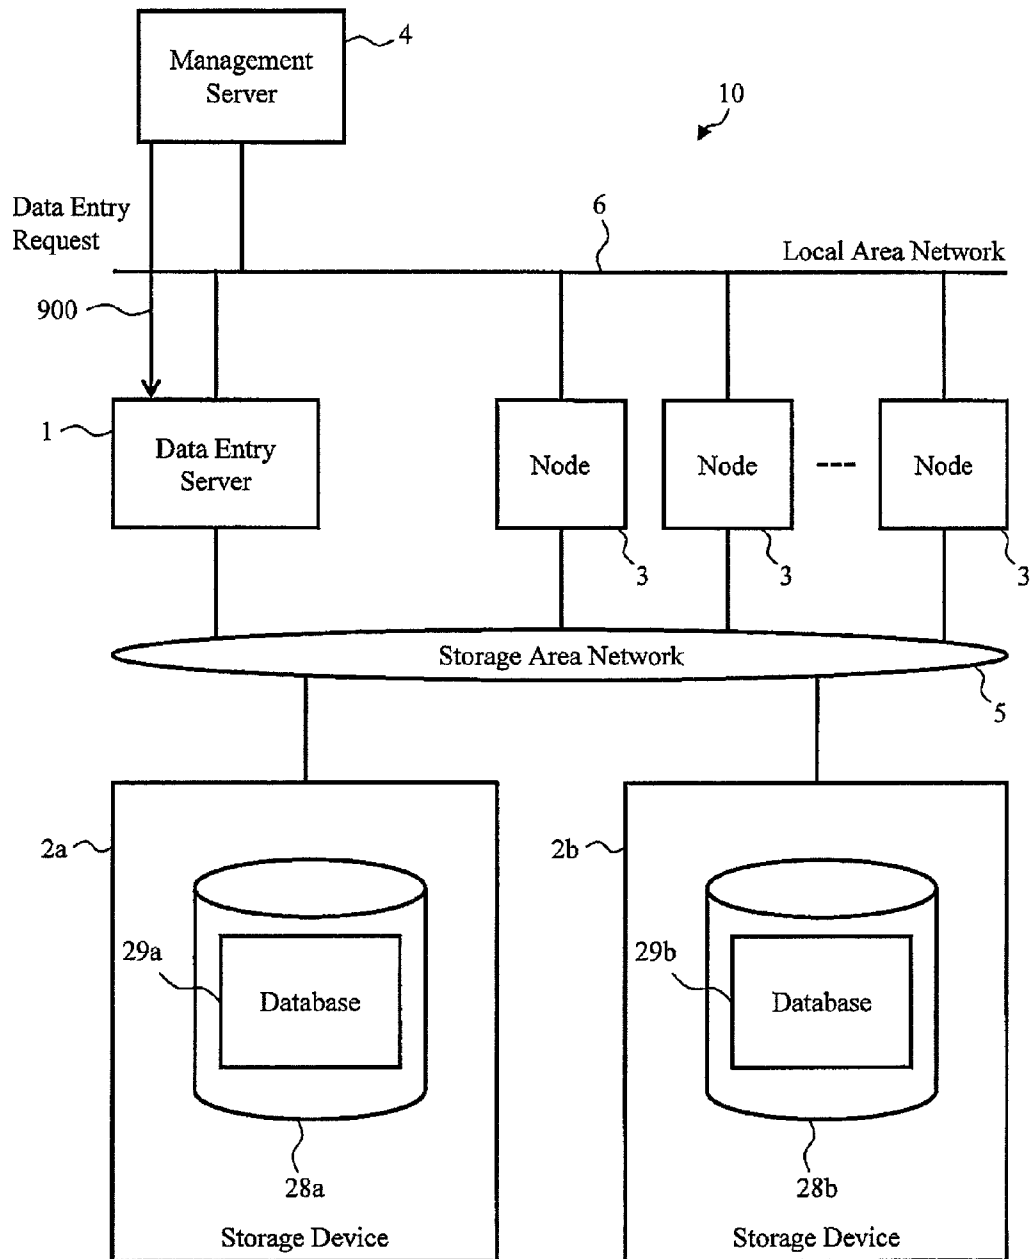 4
Management
Server
10
Data Entry
Request
6
Local Area Network
900
1
Data Entry
Server
Node
Node
Node
3
3
3
Storage Area Network
5
2a
2b
29a
29b
Database
Database
28a
28b
Storage Device
Storage Device